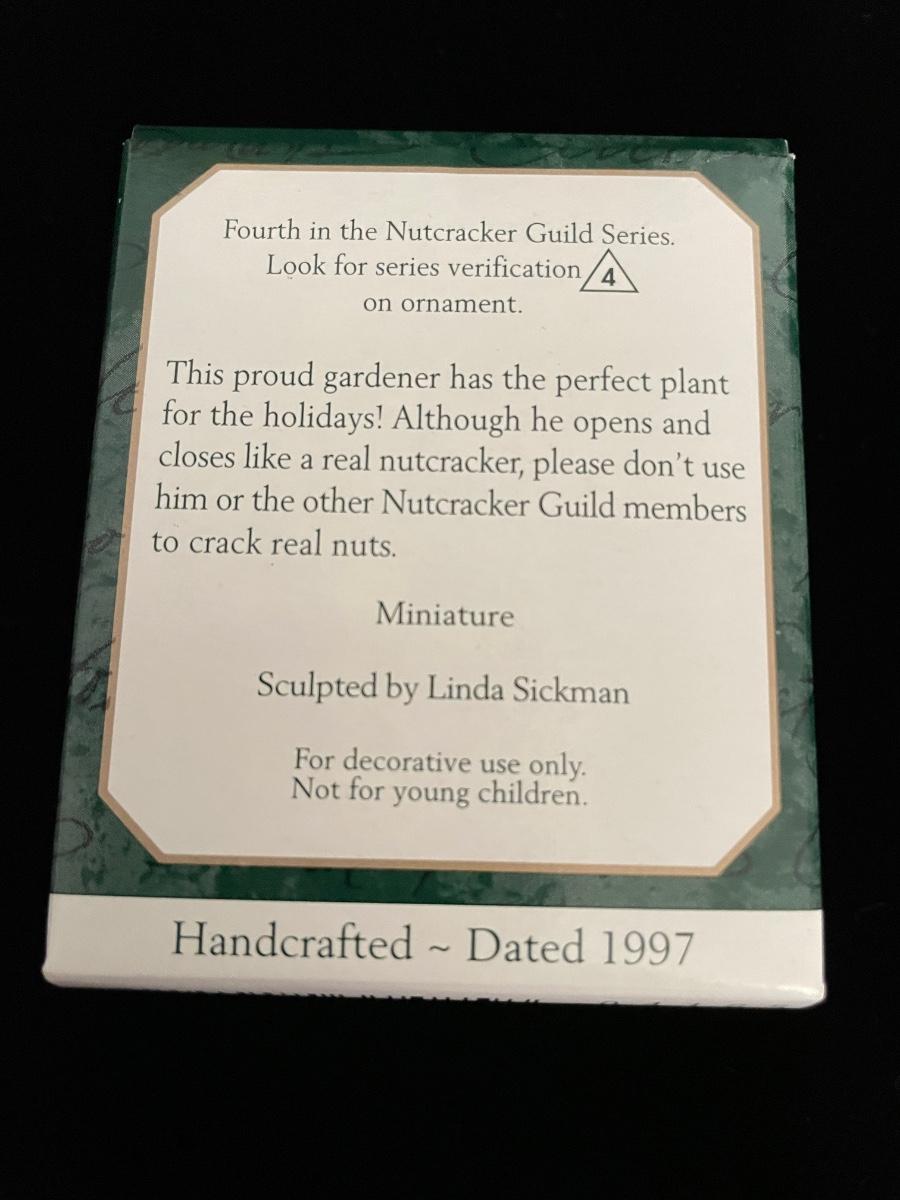 Fourth in the Nutcracker Guild Series.
Look for series verification 4
on ornament.
This proud gardener has the perfect plant
for the holidays! Although he opens and
closes like a real nutcracker, please don't use
him or the other Nutcracker Guild members
to crack real nuts.
Miniature
Sculpted by Linda Sickman
For decorative use only.
Not for young children.
Handcrafted ~ Dated 1997